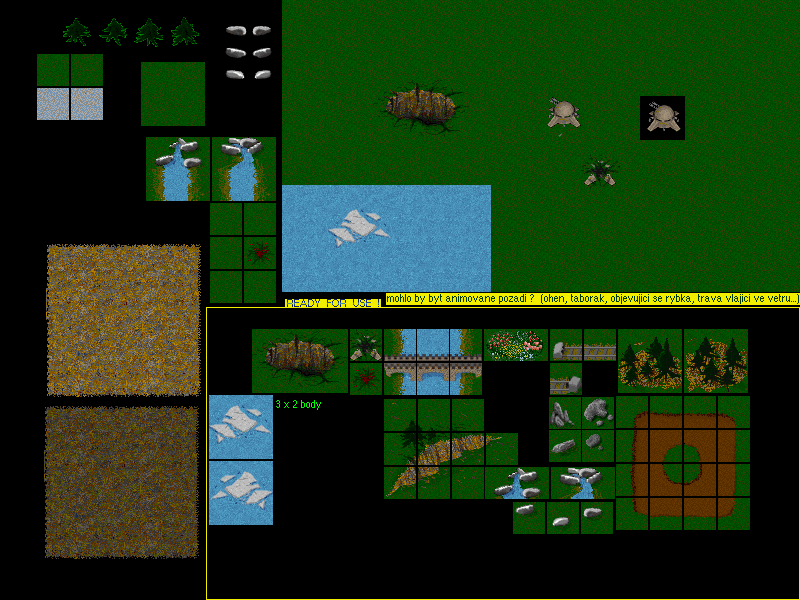 READY FOR USE !
mohlo by byt animovane pozadi ? (ohen, taborak, objevujici se rybka, trava vlajici ve vetru...)
3 x 2 body